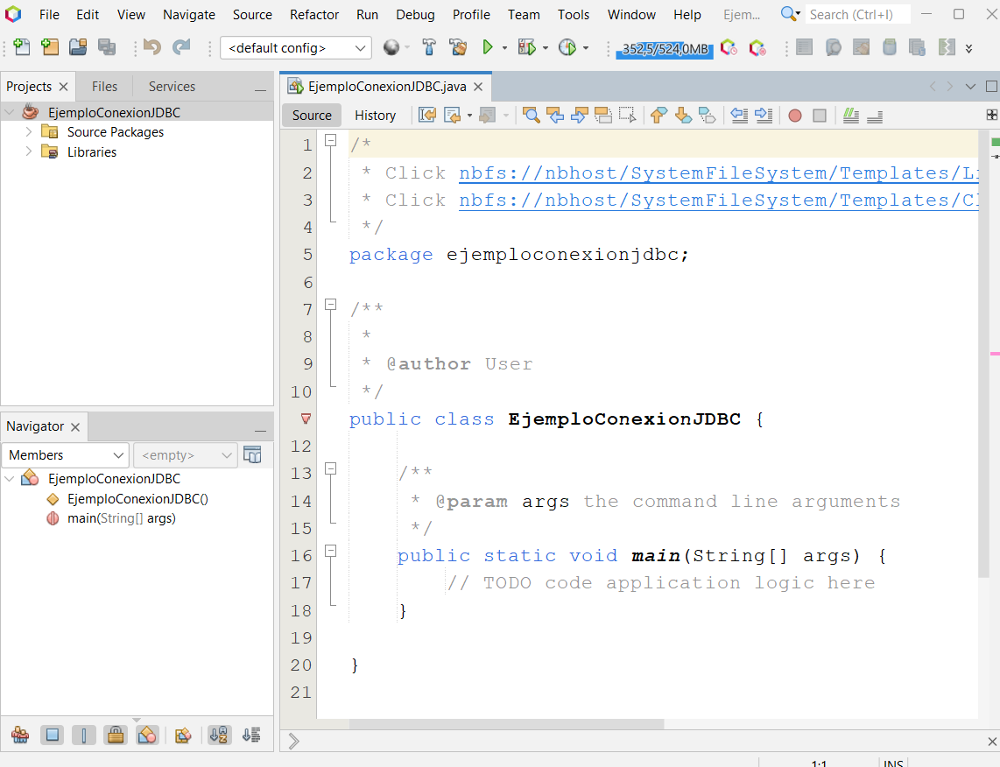 File Edit View Navigate Source Refactor Run Debug Profile Team Tools Window Help Ejem... Search (Ctrl+I)
<default config> 352,5/524,0MB
Projects Files Services
EjemploConexionJDBC
Source Packages
Libraries
Navigator
Members <empty>
EjemploConexionJDBC
EjemploConexionJDBC()
main(String[] args)
EjemploConexionJDBC.java
Source History
1 /*
2 * Click nbfs://nbhost/SystemFileSystem/Templates/Li
3 * Click nbfs://nbhost/SystemFileSystem/Templates/Cl
4 */
5 package ejemploconexionjdbc;
6
7 /**
8 *
9 * @author User
10 */
public class EjemploConexionJDBC {
12
13 /**
14 * @param args the command line arguments
15 */
16 public static void main(String[] args) {
17 // TODO code application logic here
18 }
19
20 }
21
1:1 INS